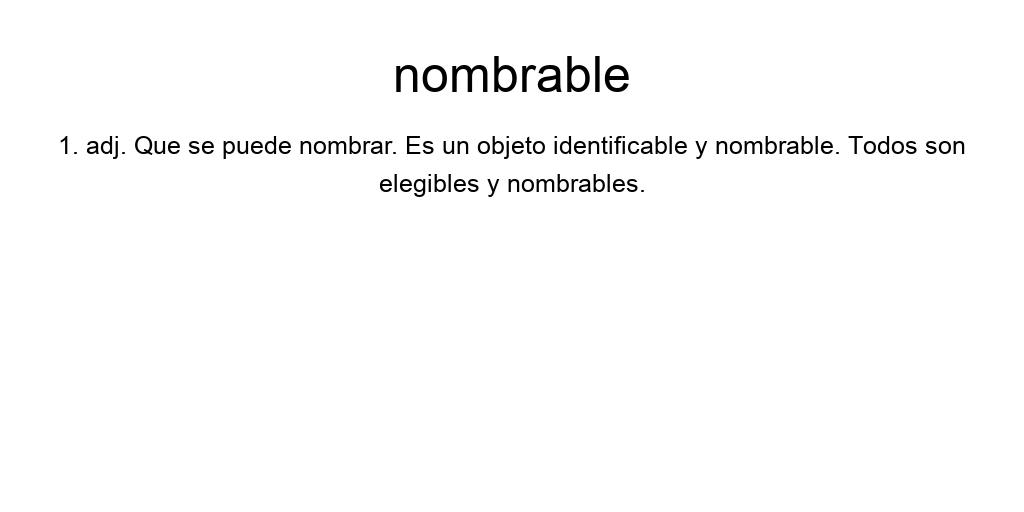 nombrable
1. adj. Que se puede nombrar. Es un objeto identificable y nombrable. Todos son
elegibles y nombrables.